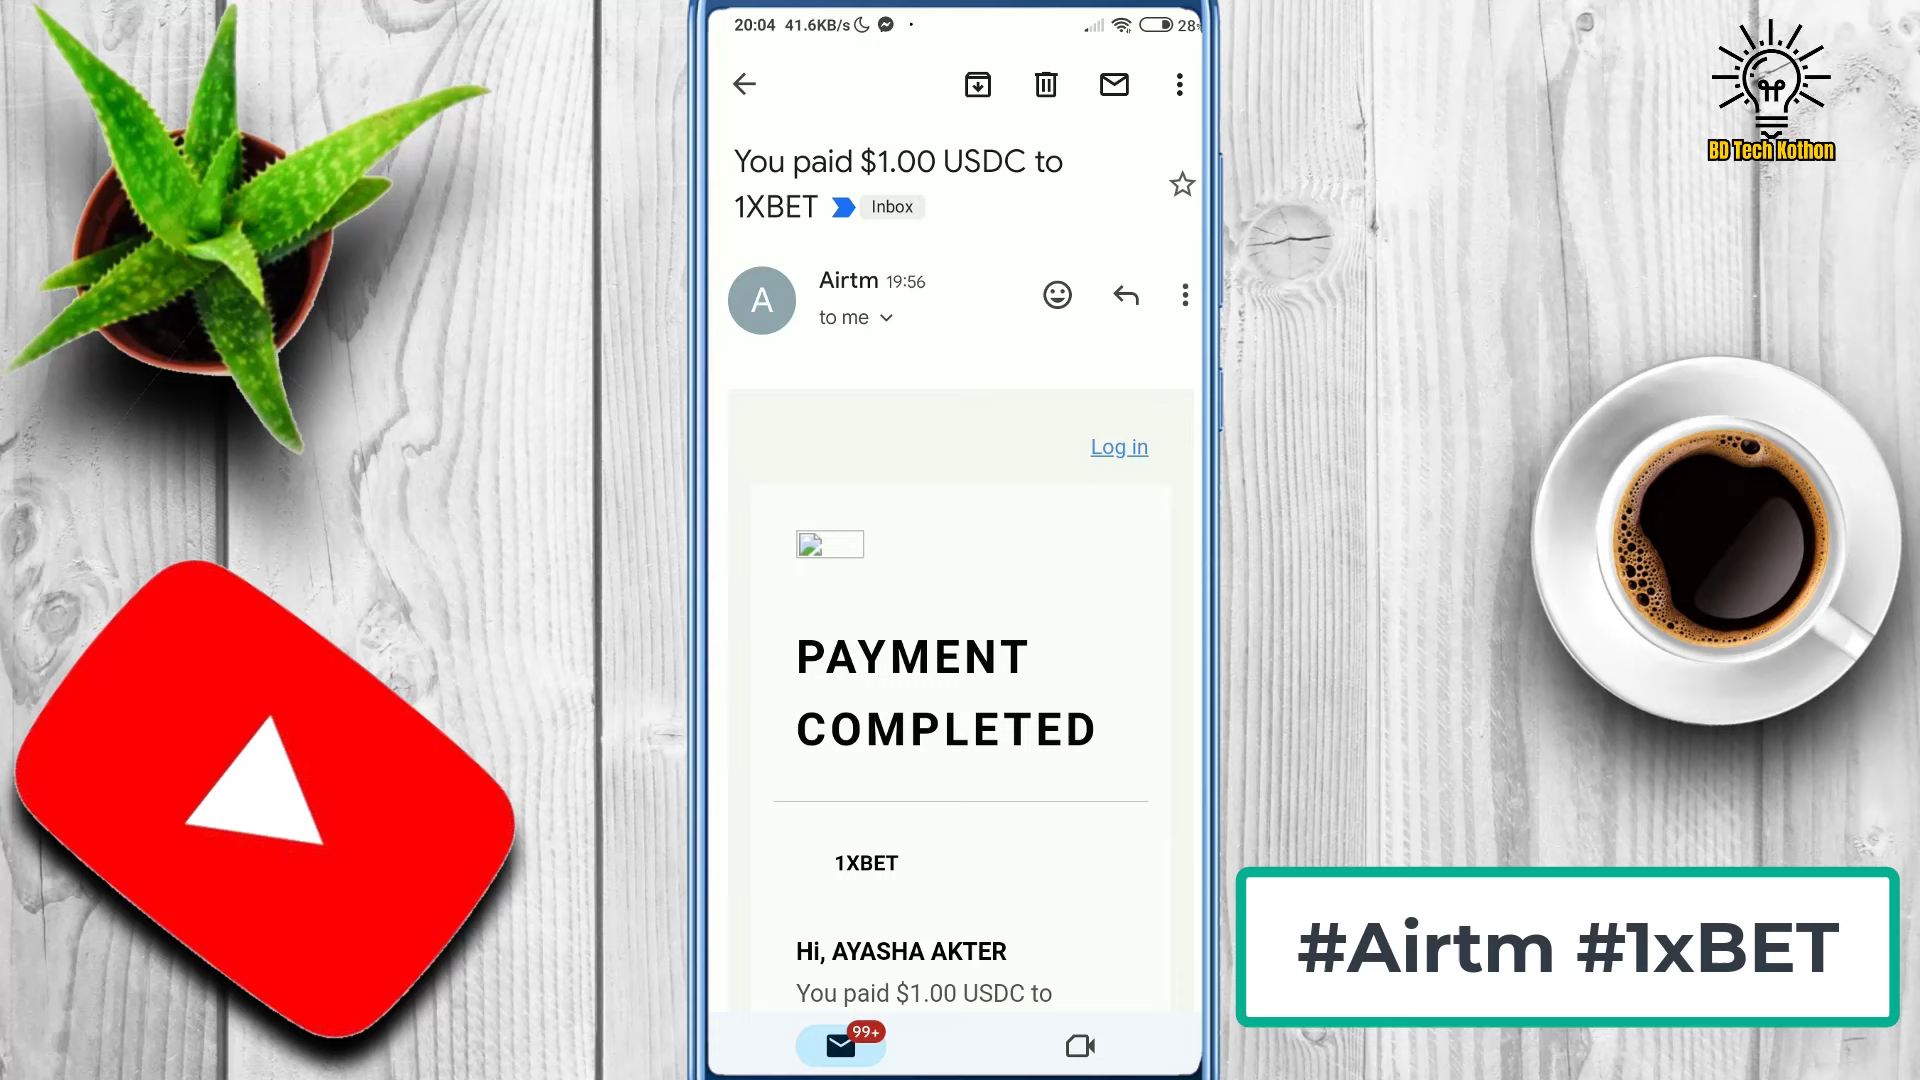 20:04 41.6KB/s 28
BD Tech Kothon
You paid $1.00 USDC to
1XBET Inbox
A
Airtm 19:56
to me
Log in
PAYMENT
COMPLETED
1XBET
Hi, AYASHA AKTER
You paid $1.00 USDC to
99+
#Airtm #1xBET